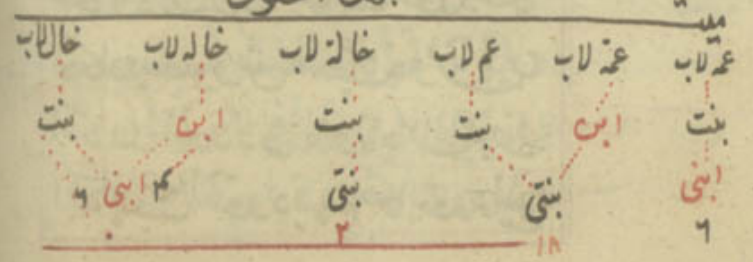 ميت
عمة لاب عمة لاب عم لاب خالة لاب خاله لاب خال لاب
بنت ابن بنت بنت ابن بنت
ابنى بنتى بنتى ٤ ابنى ٦
٦ ١٨ ٢